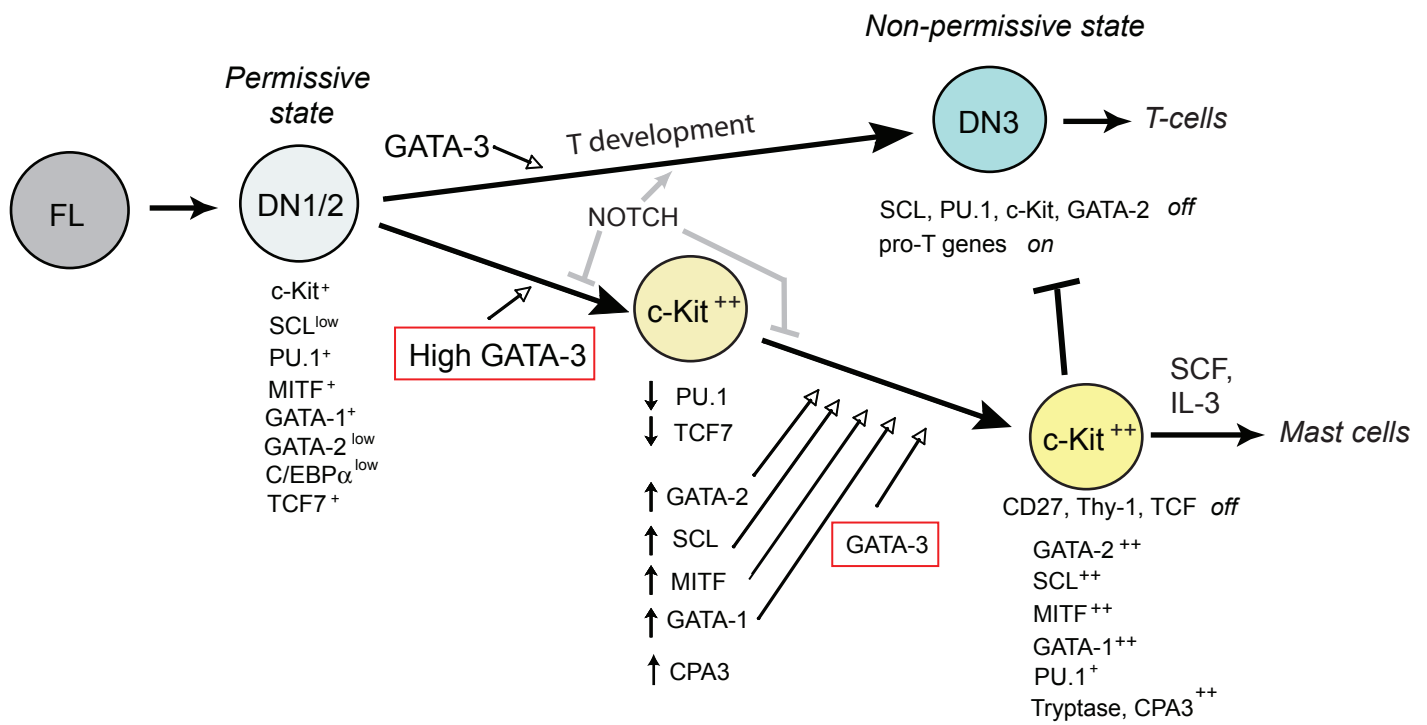 Non-permissive state
Permissive
state
FL
DN1/2
GATA-3
T development
DN3
T-cells
NOTCH
SCL, PU.1, c-Kit, GATA-2 off
pro-T genes on
c-Kit+
SCLlow
PU.1+
MITF+
GATA-1+
GATA-2low
C/EBPαlow
TCF7+
High GATA-3
c-Kit++
PU.1
TCF7
GATA-2
SCL
MITF
GATA-1
CPA3
GATA-3
c-Kit++
SCF,
IL-3
Mast cells
CD27, Thy-1, TCF off
GATA-2++
SCL++
MITF++
GATA-1++
PU.1+
Tryptase, CPA3++